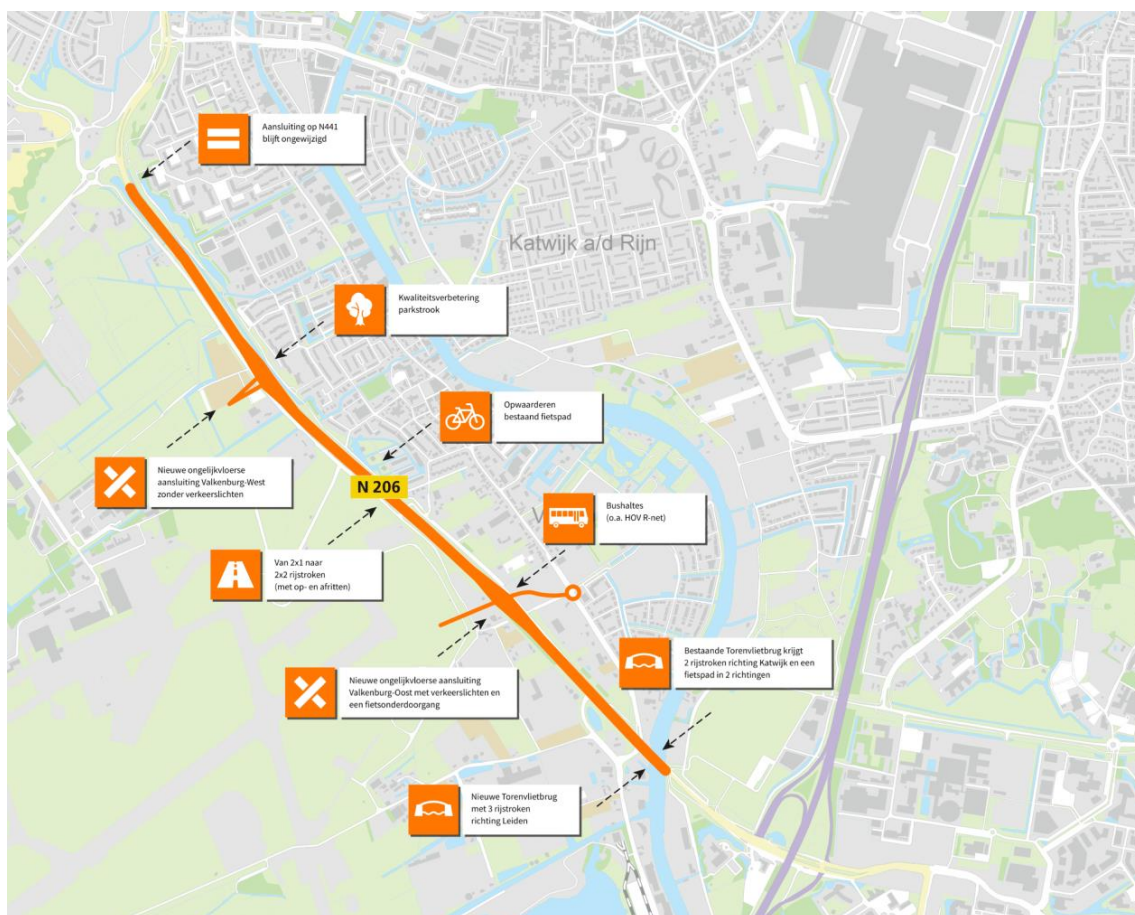 Aansluiting op N441
blijft ongewijzigd
Katwijk a/d Rijn
Kwaliteitsverbetering
parkstrook
Opwaarderen
bestaand fietspad
Nieuwe ongelijkvloerse
aansluiting Valkenburg-West
zonder verkeerslichten
N 206
Bushaltes
(o.a. HOV R-net)
Van 2x1 naar
2x2 rijstroken
(met op- en afritten)
Bestaande Torenvlietbrug krijgt
2 rijstroken richting Katwijk en een
fietspad in 2 richtingen
Nieuwe ongelijkvloerse aansluiting
Valkenburg-Oost met verkeerslichten en
een fietsonderdoorgang
Nieuwe Torenvlietbrug
met 3 rijstroken
richting Leiden